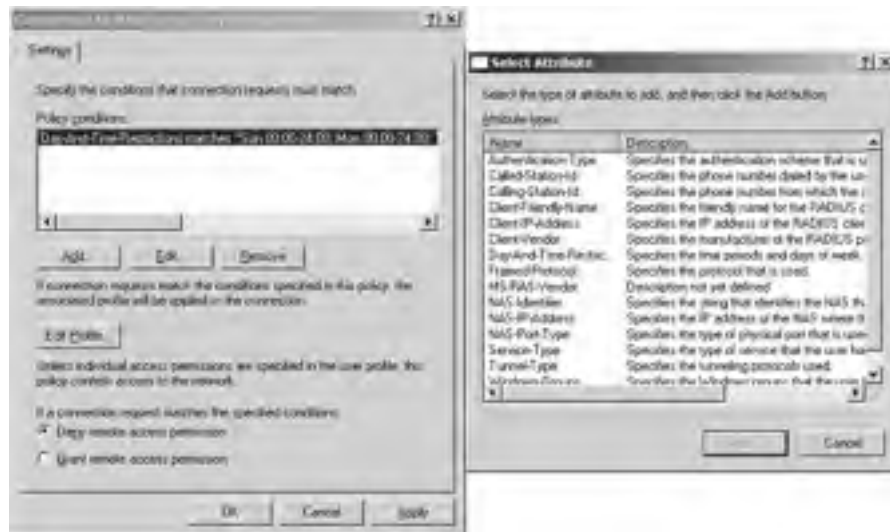 Settings
Specify the conditions that connection requests must match.
Policy conditions:
Day-And-Time-Restrictions matches "Sun 00:00-24:00; Mon 00:00-24:00;
Add... Edit... Remove
If connection requests match the conditions specified in this policy, the
associated profile will be applied to the connection.
Edit Profile...
Unless individual access permissions are specified in the user profile, this
policy controls access to the network.
If a connection request matches the specified conditions:
Deny remote access permission
Grant remote access permission
OK Cancel Apply
Select Attribute
Select the type of attribute to add, and then click the Add button.
Attribute types:
Name Description
Authentication-Type Specifies the authentication scheme that is u
Called-Station-Id Specifies the phone number dialed by the us
Calling-Station-Id Specifies the phone number from which the c
Client-Friendly-Name Specifies the friendly name for the RADIUS c
Client-IP-Address Specifies the IP address of the RADIUS clien
Client-Vendor Specifies the manufacturer of the RADIUS p
Day-And-Time-Restric... Specifies the time periods and days of week
Framed-Protocol Specifies the protocol that is used.
MS-RAS-Vendor Description not yet defined
NAS-Identifier Specifies the string that identifies the NAS th
NAS-IP-Address Specifies the IP address of the NAS where th
NAS-Port-Type Specifies the type of physical port that is use
Service-Type Specifies the type of service that the user ha
Tunnel-Type Specifies the tunneling protocols used.
Windows-Groups Specifies the Windows groups that the user
Cancel